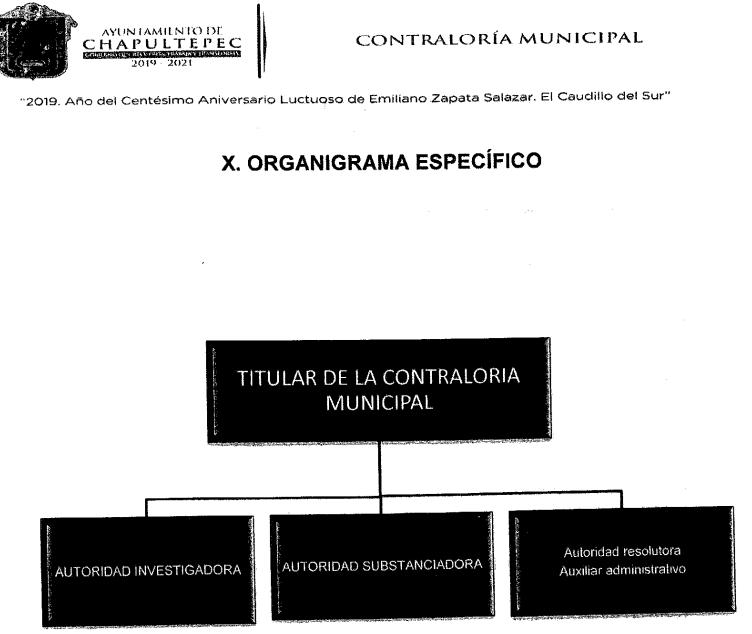 AYUNTAMIENTO DE
CHAPULTEPEC
2019 - 2021
CONTRALORÍA MUNICIPAL
"2019. Año del Centésimo Aniversario Luctuoso de Emiliano Zapata Salazar. El Caudillo del Sur"
X. ORGANIGRAMA ESPECÍFICO
TITULAR DE LA CONTRALORIA
MUNICIPAL
AUTORIDAD INVESTIGADORA
AUTORIDAD SUBSTANCIADORA
Autoridad resolutora
Auxiliar administrativo